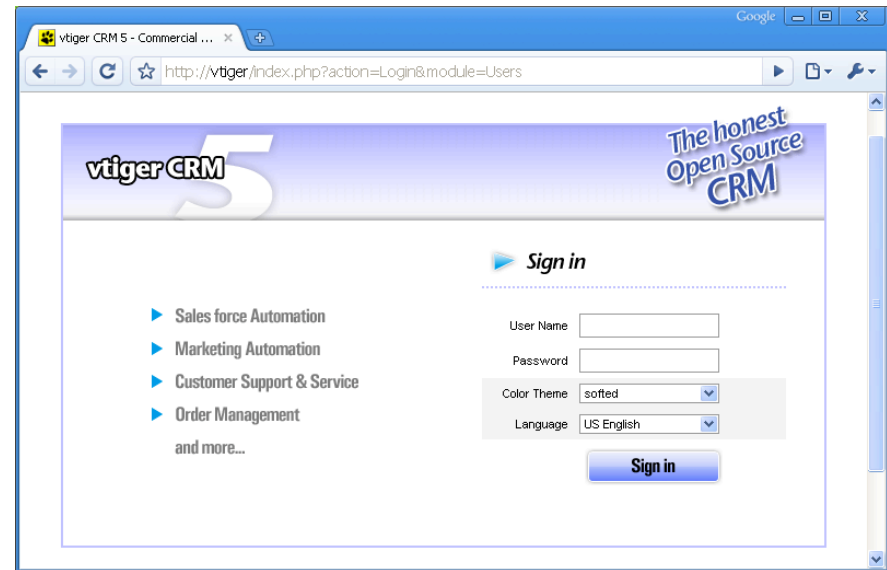 Google
vtiger CRM 5 - Commercial ...
http://vtiger/index.php?action=Login&module=Users
vtiger CRM 5
The honest
Open Source
CRM
Sign in
Sales force Automation
Marketing Automation
Customer Support & Service
Order Management
and more...
User Name
Password
Color Theme softed
Language US English
Sign in